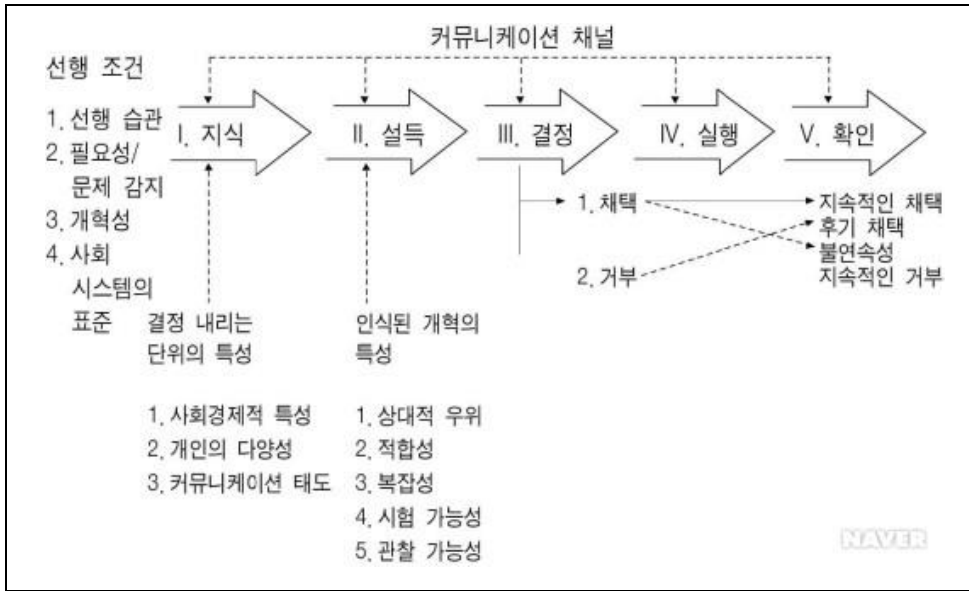 커뮤니케이션 채널
선행 조건
1. 선행 습관
2. 필요성/
문제 감지
3. 개혁성
4. 사회
시스템의
표준
I. 지식
II. 설득
III. 결정
IV. 실행
V. 확인
1. 채택
2. 거부
지속적인 채택
후기 채택
불연속성
지속적인 거부
결정 내리는
단위의 특성
1. 사회경제적 특성
2. 개인의 다양성
3. 커뮤니케이션 태도
인식된 개혁의
특성
1. 상대적 우위
2. 적합성
3. 복잡성
4. 시험 가능성
5. 관찰 가능성
NAVER